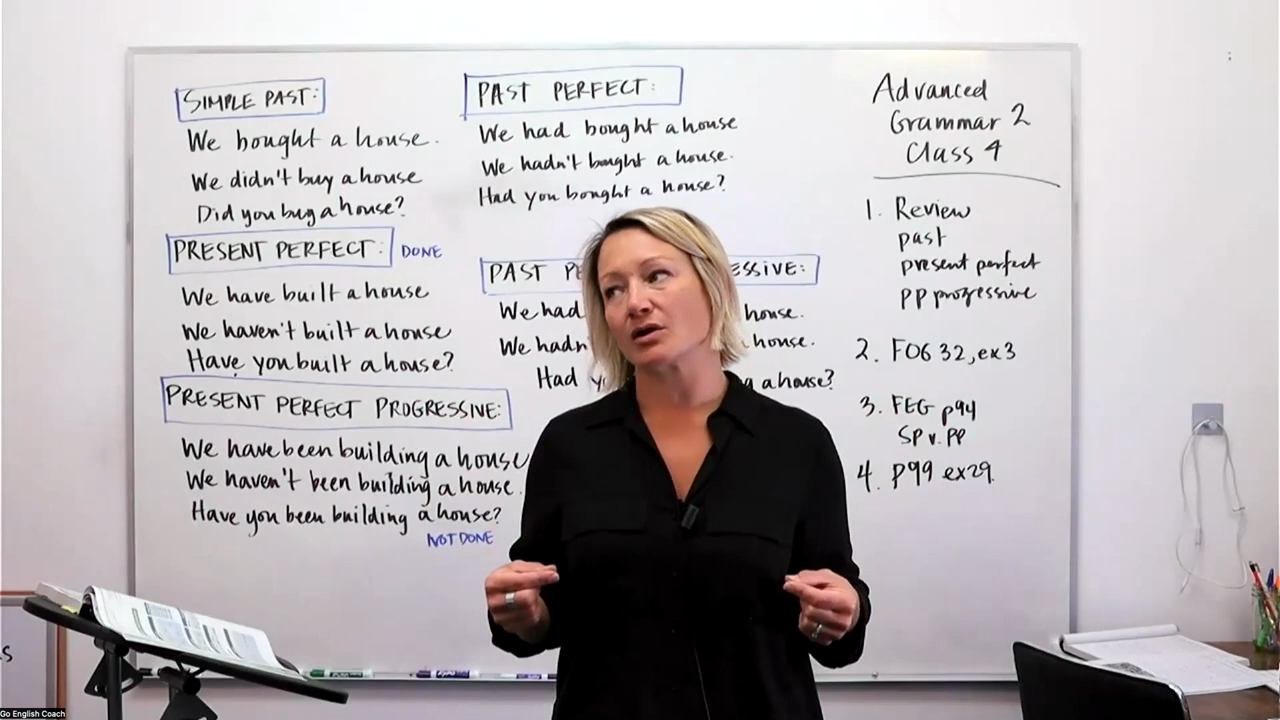 SIMPLE PAST:
We bought a house.
We didn't buy a house
Did you buy a house?
PRESENT PERFECT: DONE
We have built a house
We haven't built a house
Have you built a house?
PRESENT PERFECT PROGRESSIVE:
We have been building a house
We haven't been building a house.
Have you been building a house?
NOT DONE
PAST PERFECT:
We had bought a house
We hadn't bought a house.
Had you bought a house?
PAST
We had house.
house.
Had a house?
Advanced
Grammar 2
Class 4
1. Review
past
present perfect
pp progressive
2. FOG 32, ex 3
3. FEG p94
SP v. PP
4. p99 ex29.
Go English Coach